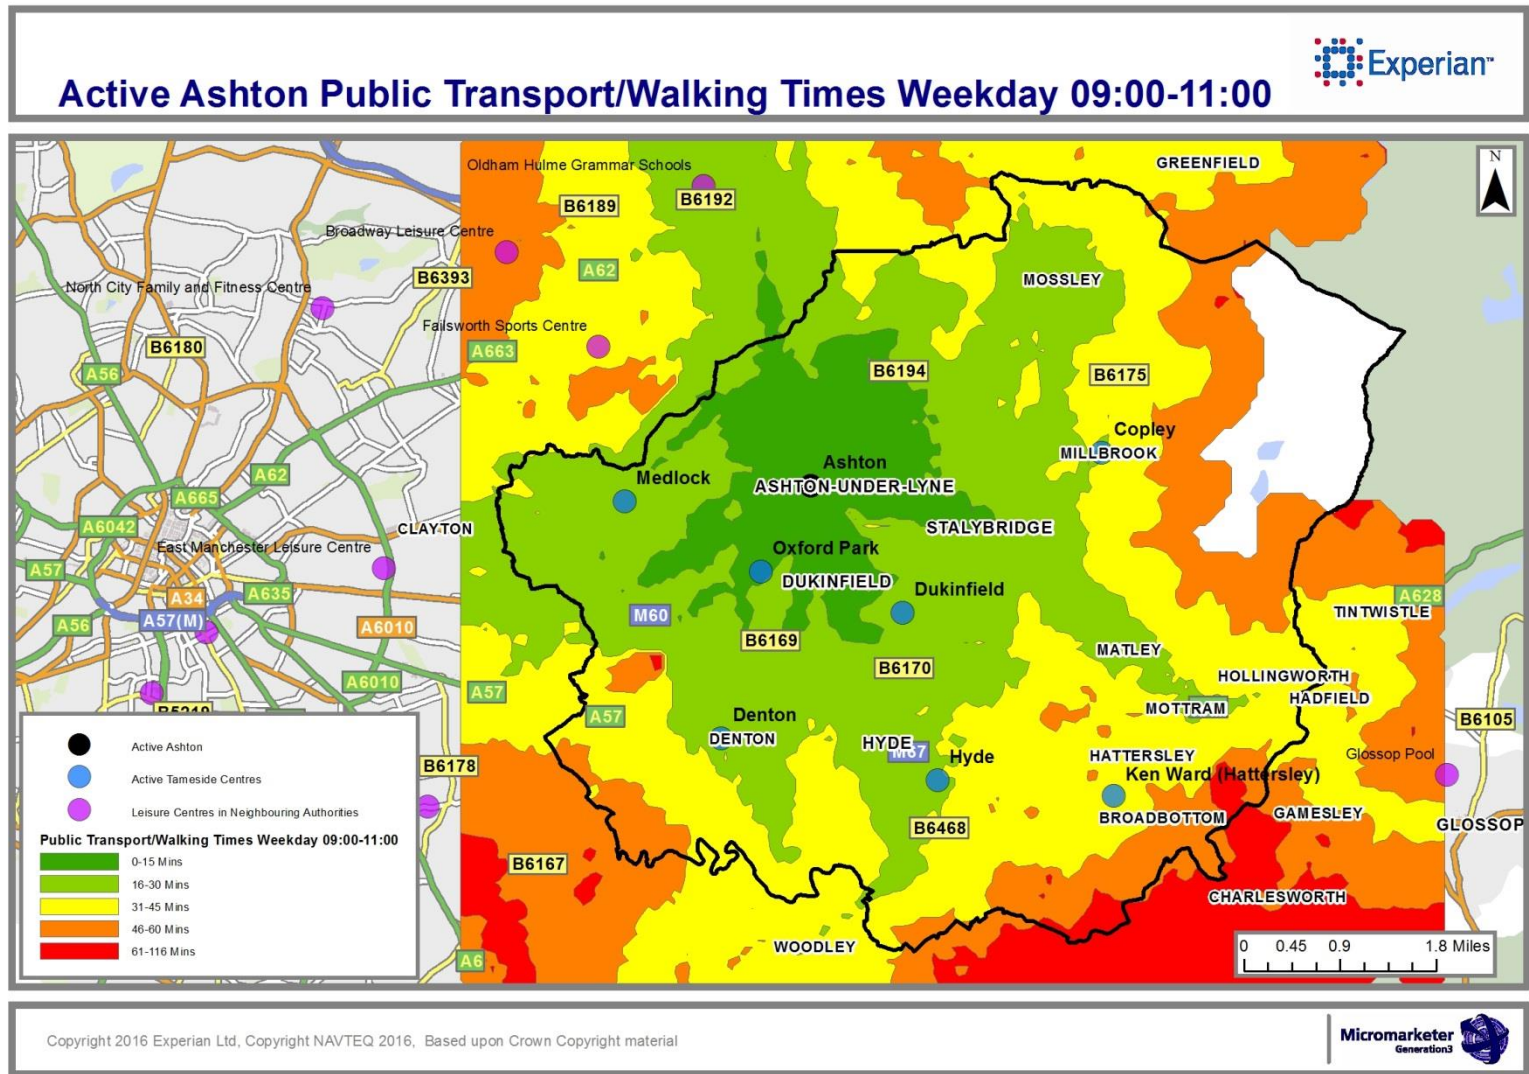 Active Ashton Public Transport/Walking Times Weekday 09:00-11:00
Experian™
Oldham Hulme Grammar Schools
GREENFIELD
N
B6189
B6192
Broadway Leisure Centre
A62
B6393
MOSSLEY
North City Family and Fitness Centre
Failsworth Sports Centre
B6180
A663
A56
B6194
B6175
Copley
MILLBROOK
Ashton
ASHTON-UNDER-LYNE
Medlock
A62
A665
A6042
CLAYTON
STALYBRIDGE
East Manchester Leisure Centre
Oxford Park
DUKINFIELD
Dukinfield
A57
A34
A635
A628
TINTWISTLE
A57(M)
A56
A6010
M60
B6169
MATLEY
B6170
HOLLINGWORTH
HADFIELD
A6010
A57
MOTTRAM
B5219
A57
Denton
DENTON
B6105
HYDE
M67
Hyde
HATTERSLEY
Glossop Pool
B6178
Ken Ward (Hattersley)
BROADBOTTOM
GAMESLEY
GLOSSOP
B6468
B6167
CHARLESWORTH
WOODLEY
A6
Active Ashton
Active Tameside Centres
Leisure Centres in Neighbouring Authorities
Public Transport/Walking Times Weekday 09:00-11:00
0-15 Mins
16-30 Mins
31-45 Mins
46-60 Mins
61-116 Mins
0 0.45 0.9 1.8 Miles
Copyright 2016 Experian Ltd, Copyright NAVTEQ 2016, Based upon Crown Copyright material
Micromarketer
Generation3